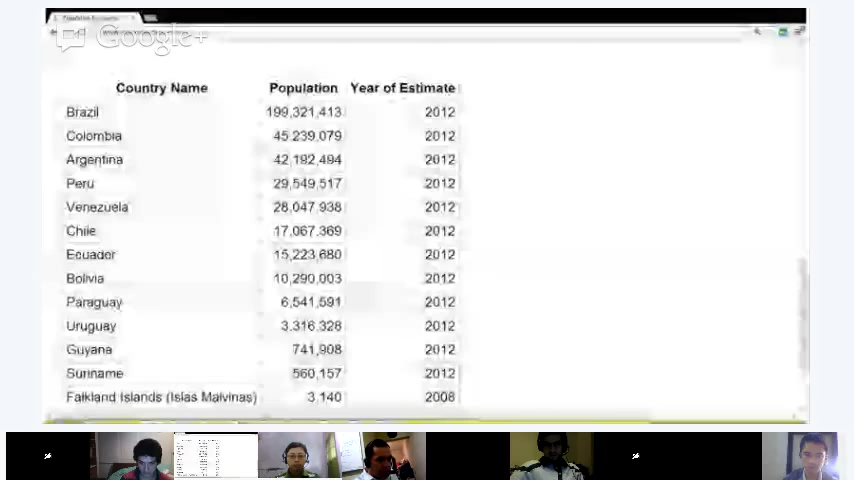 Google+
Country Name Population Year of Estimate
Brazil 199,321,413 2012
Colombia 45,239,079 2012
Argentina 42,192,494 2012
Peru 29,549,517 2012
Venezuela 28,047,938 2012
Chile 17,067,369 2012
Ecuador 15,223,680 2012
Bolivia 10,290,003 2012
Paraguay 6,541,591 2012
Uruguay 3,316,328 2012
Guyana 741,908 2012
Suriname 560,157 2012
Falkland Islands (Islas Malvinas) 3,140 2008